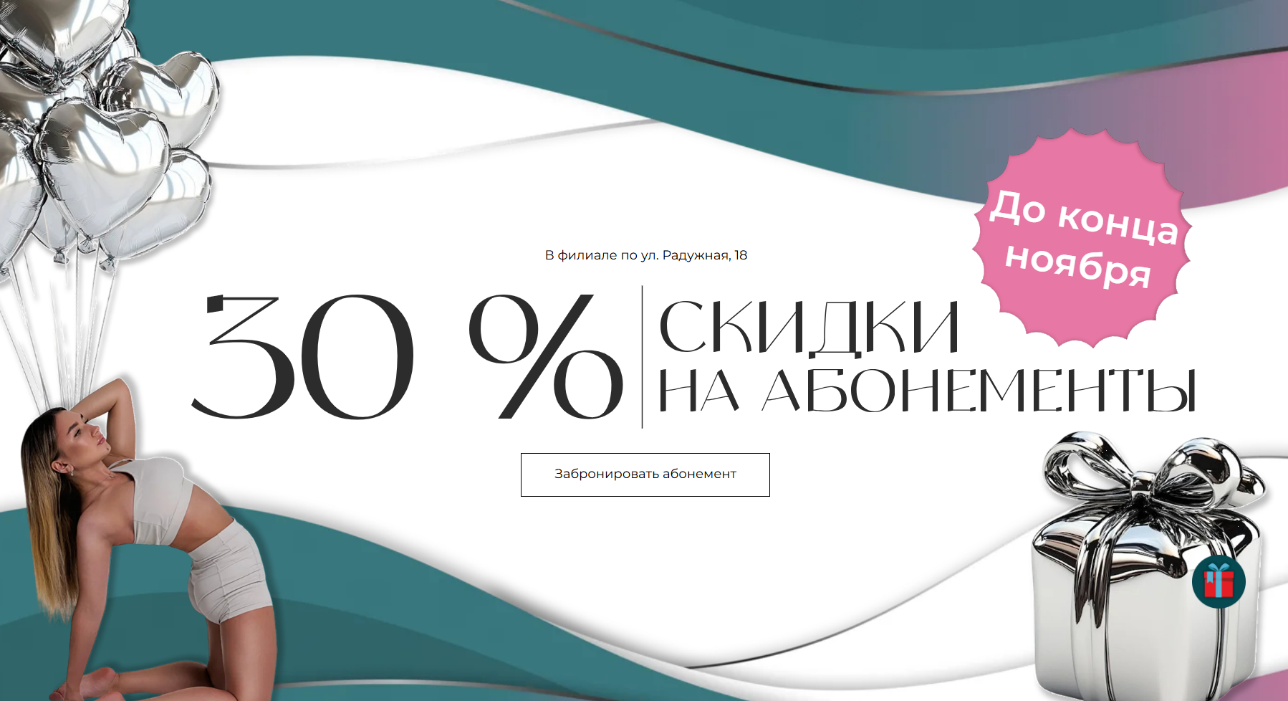 До конца
ноября
В филиале по ул. Радужная, 18
30 %
СКИДКИ
НА АБОНЕМЕНТЫ
Забронировать абонемент